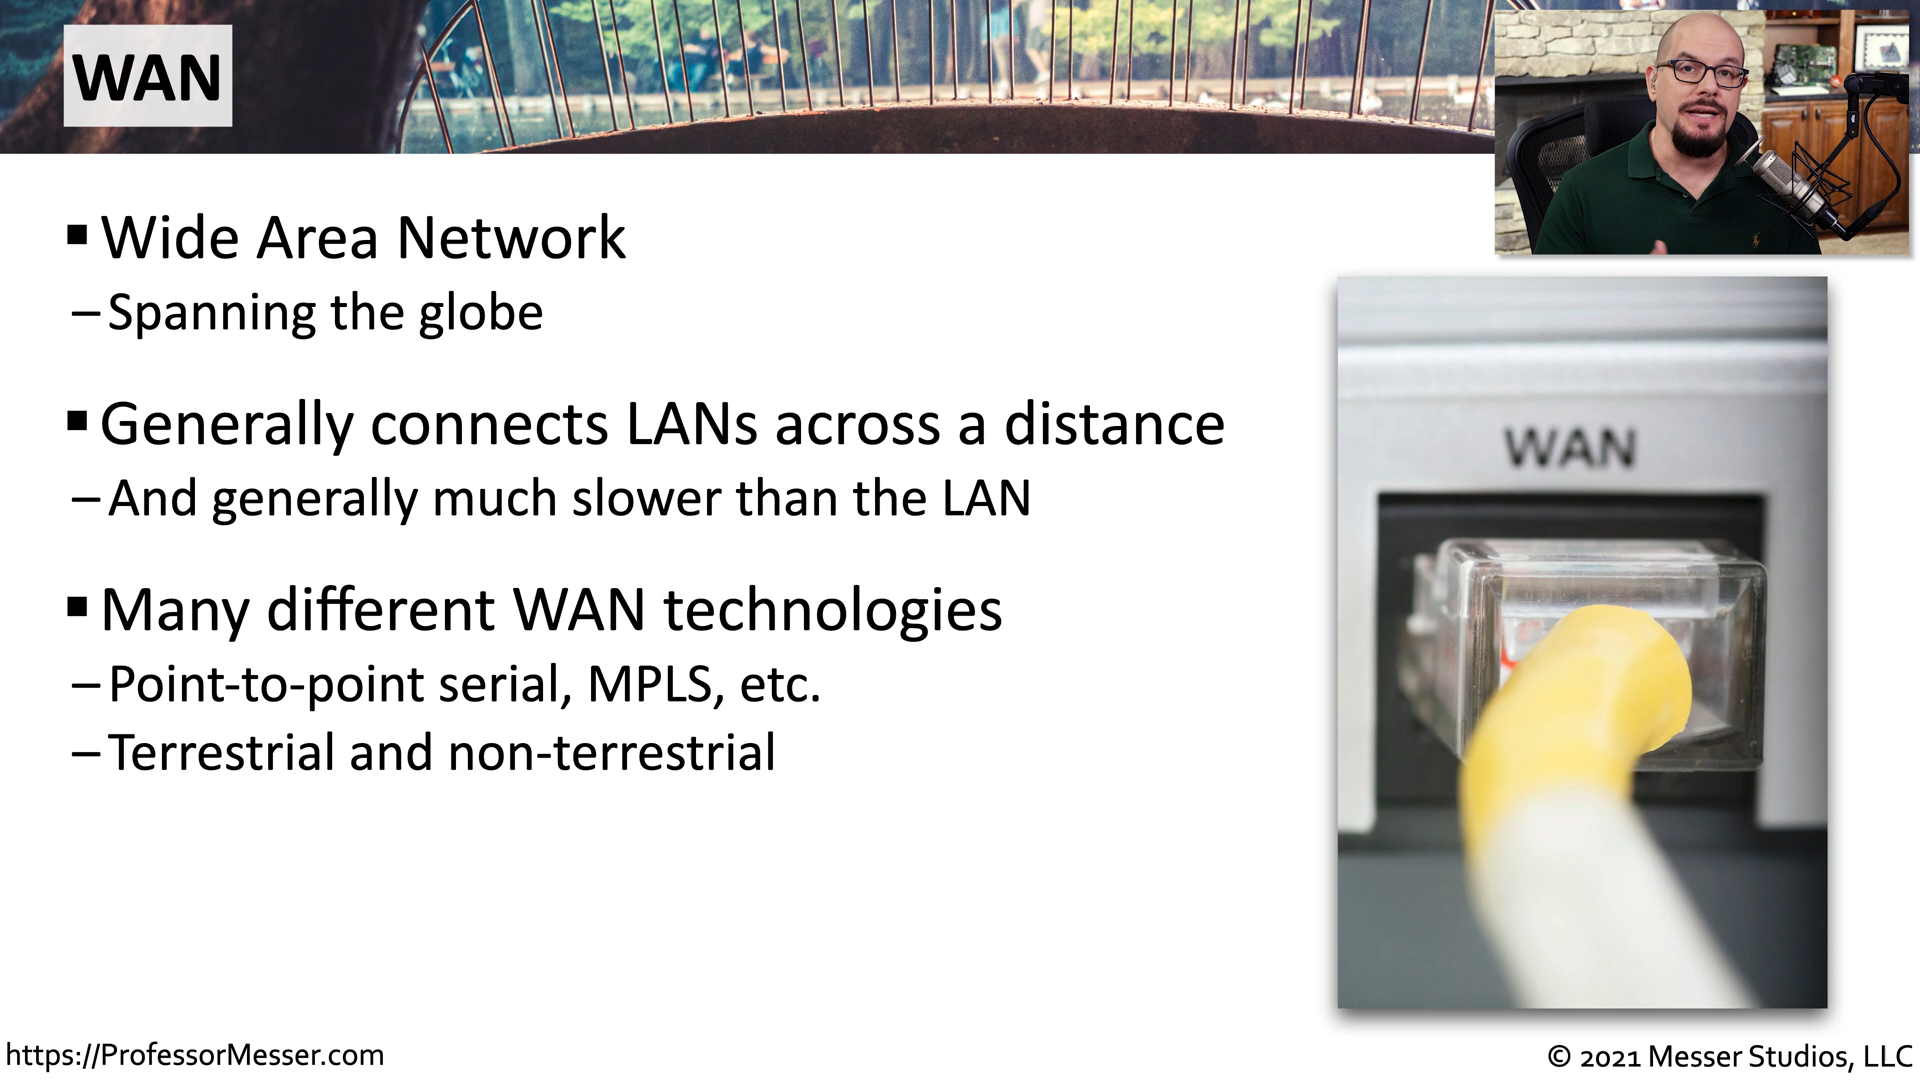 WAN
■ Wide Area Network
– Spanning the globe
■ Generally connects LANs across a distance
– And generally much slower than the LAN
■ Many different WAN technologies
– Point-to-point serial, MPLS, etc.
– Terrestrial and non-terrestrial
WAN
https://ProfessorMesser.com
© 2021 Messer Studios, LLC